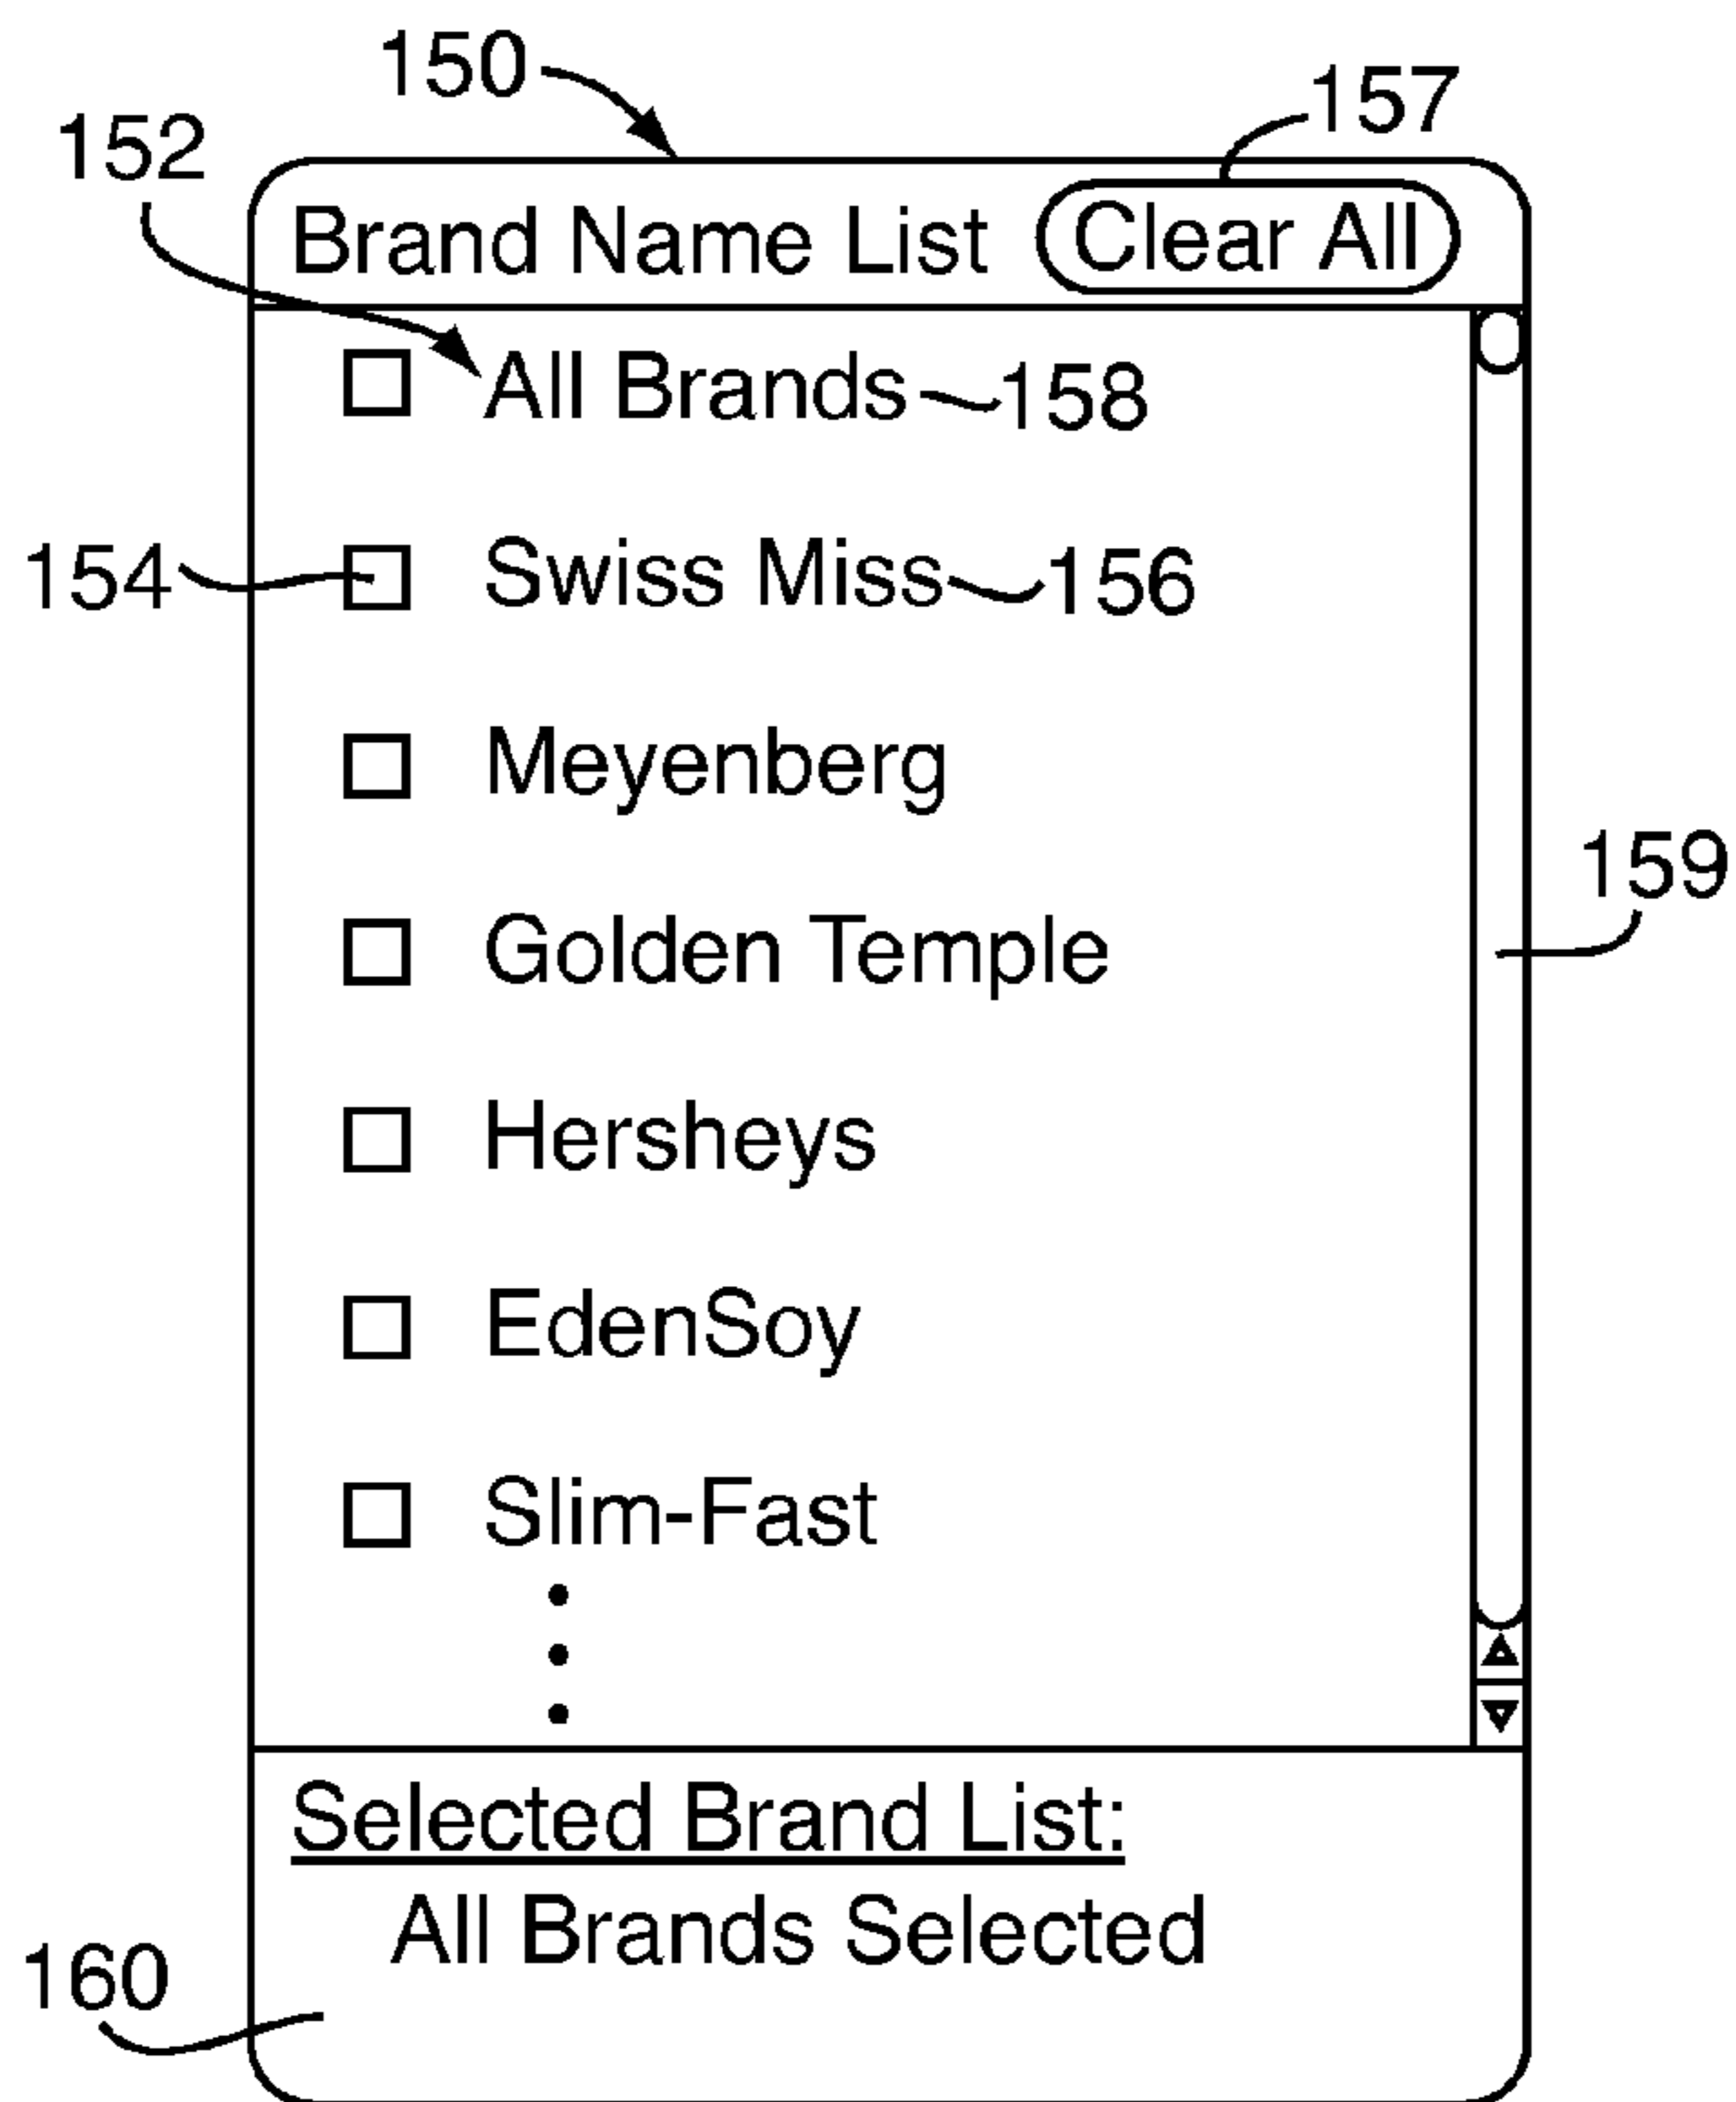 150
157
152
Brand Name List Clear All
All Brands 158
154 Swiss Miss 156
Meyenberg
159
Golden Temple
Hersheys
EdenSoy
Slim-Fast
Selected Brand List:
All Brands Selected
160